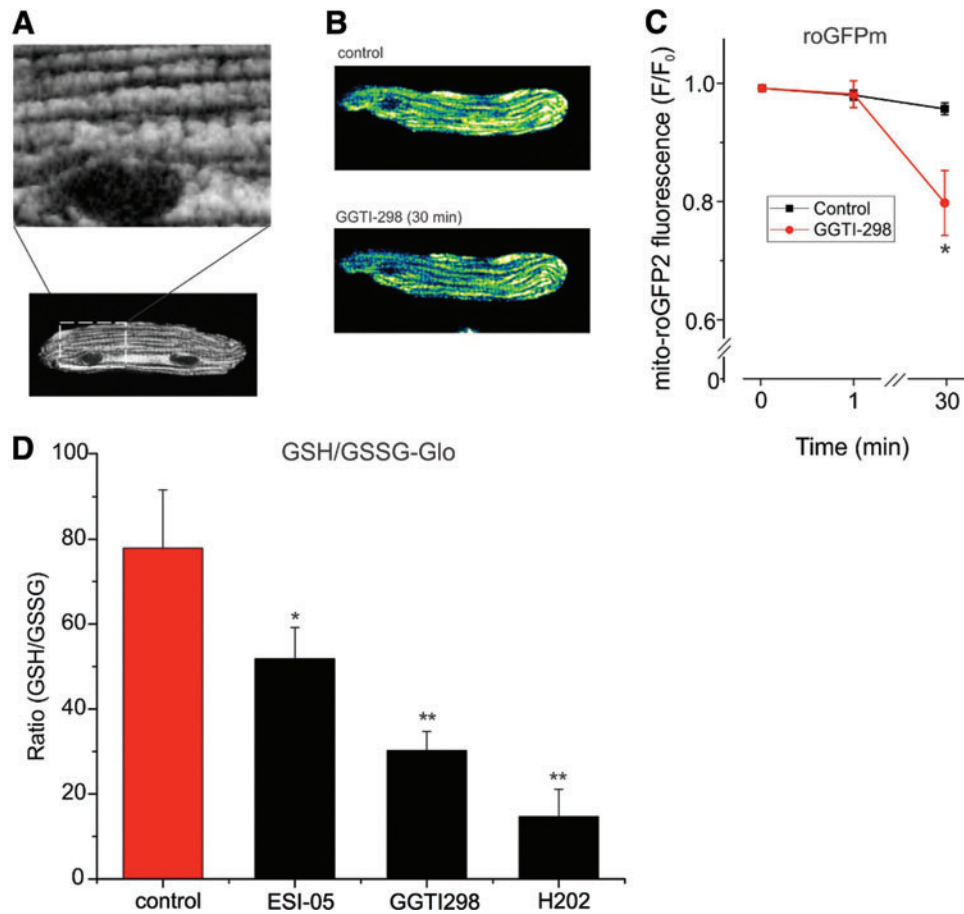 A
B
control
GGTI-298 (30 min)
C
roGFPm
mito-roGFP2 fluorescence (F/F0)
1.0
0.8
0.6
0
Control
GGTI-298
*
0 1 30
Time (min)
D
GSH/GSSG-Glo
Ratio (GSH/GSSG)
100
80
60
40
20
0
*
**
**
control ESI-05 GGTI298 H202